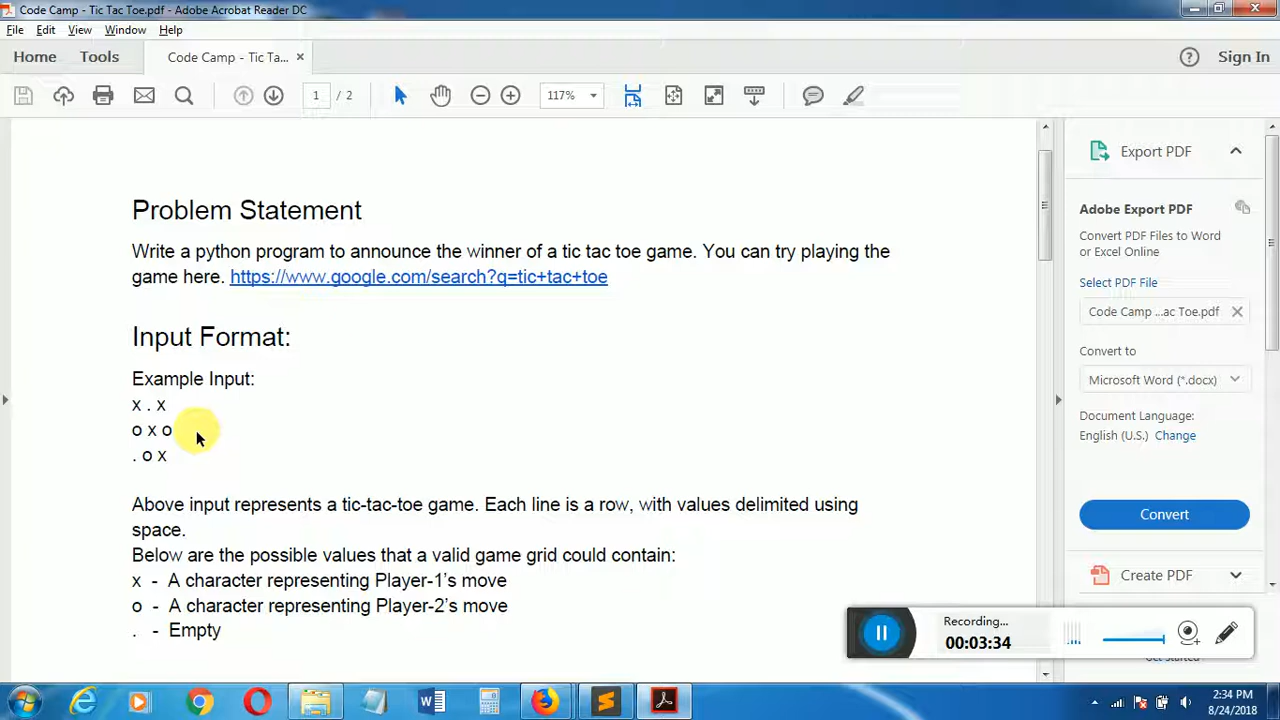 Code Camp - Tic Tac Toe.pdf - Adobe Acrobat Reader DC
File Edit View Window Help
Home Tools Code Camp - Tic Ta... × Sign In
1 / 2 117%
Problem Statement
Write a python program to announce the winner of a tic tac toe game. You can try playing the
game here. https://www.google.com/search?q=tic+tac+toe
Input Format:
Example Input:
x . x
o x o
. o x
Above input represents a tic-tac-toe game. Each line is a row, with values delimited using
space.
Below are the possible values that a valid game grid could contain:
x - A character representing Player-1's move
o - A character representing Player-2's move
. - Empty
Export PDF
Adobe Export PDF
Convert PDF Files to Word
or Excel Online
Select PDF File
Code Camp ...ac Toe.pdf
Convert to
Microsoft Word (*.docx)
Document Language:
English (U.S.) Change
Convert
Create PDF
Recording...
00:03:34
Get Started
2:34 PM
8/24/2018